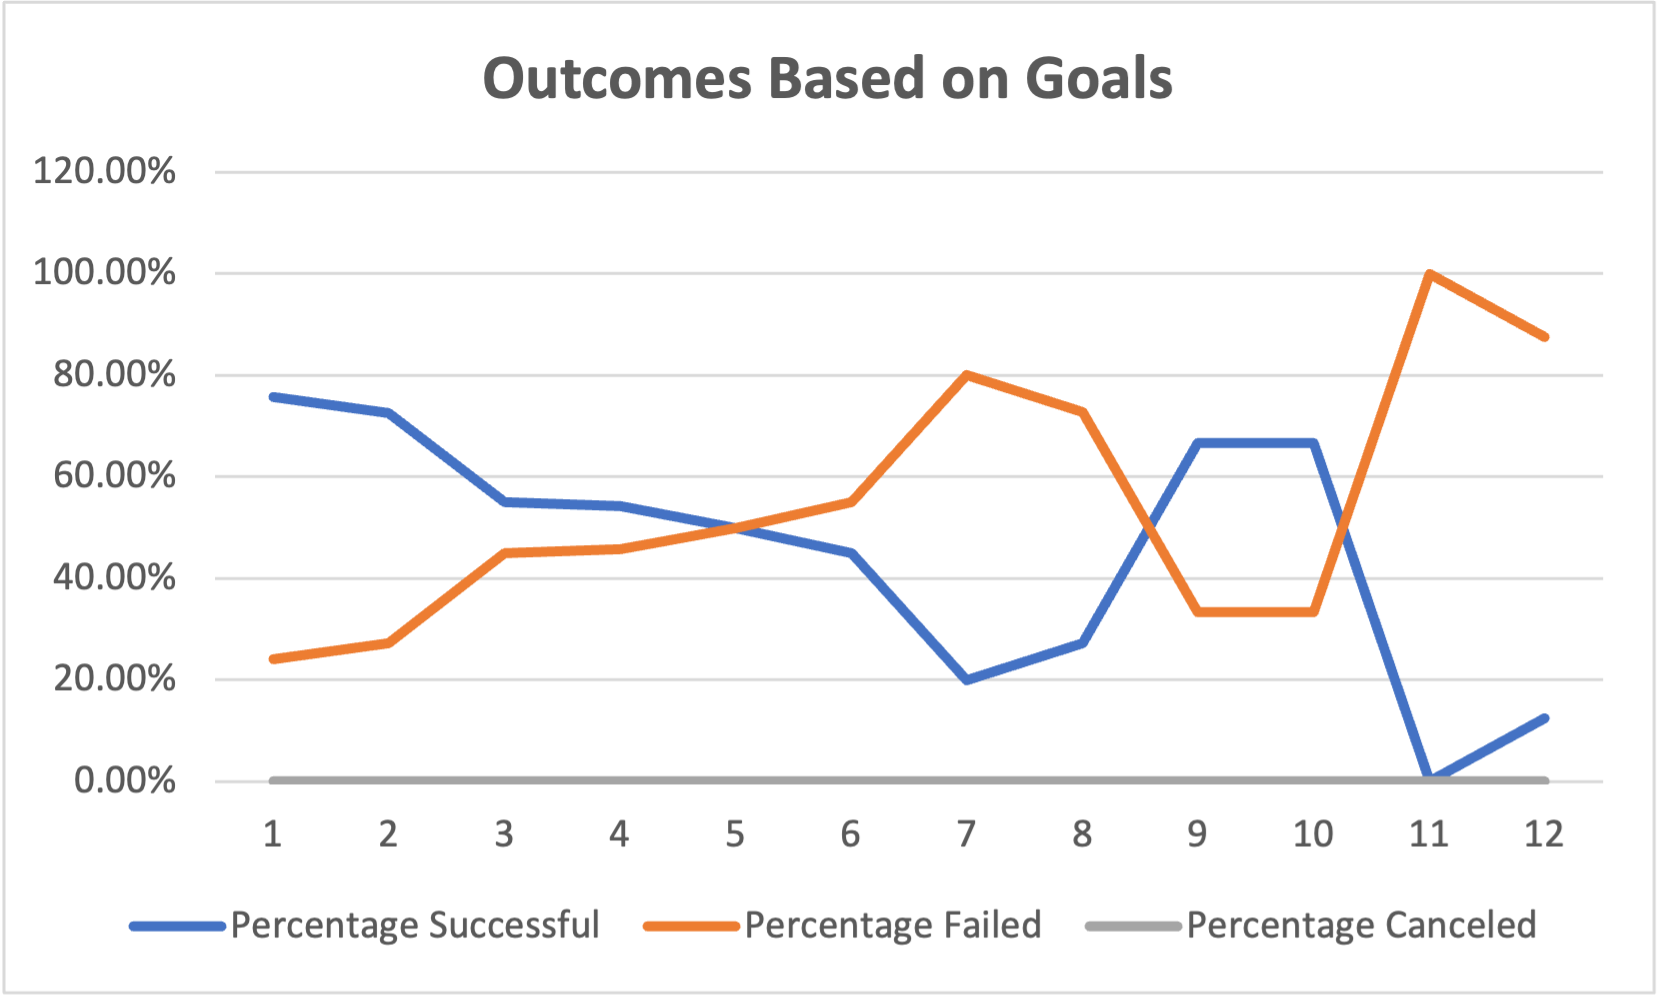 Outcomes Based on Goals
120.00%
100.00%
80.00%
60.00%
40.00%
20.00%
0.00%
1 2 3 4 5 6 7 8 9 10 11 12
Percentage Successful Percentage Failed Percentage Canceled